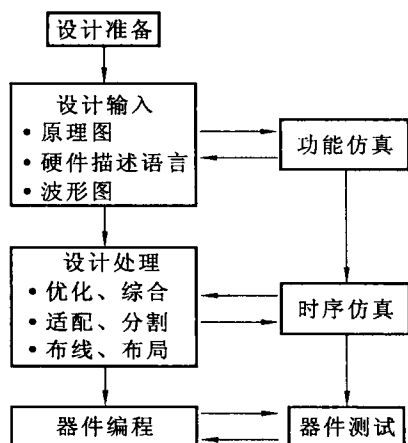 设计准备
设计输入
• 原理图
• 硬件描述语言
• 波形图
功能仿真
设计处理
• 优化、综合
• 适配、分割
• 布线、布局
时序仿真
器件编程
器件测试